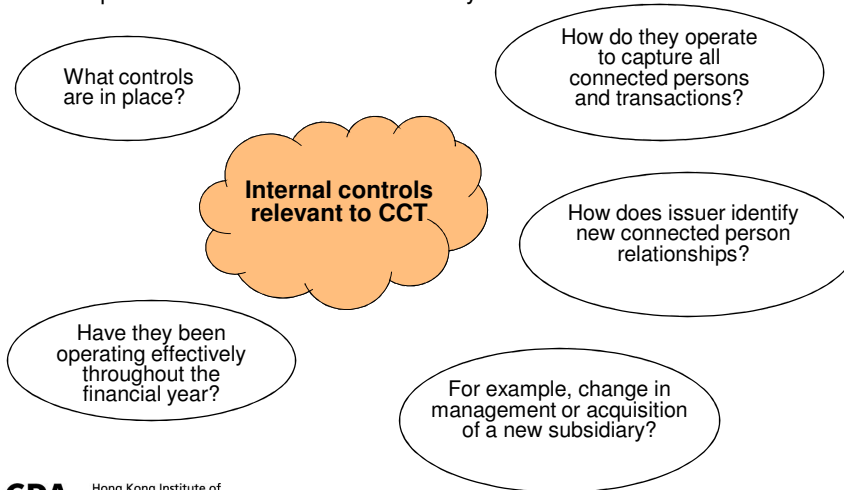 How do they operate
to capture all
connected persons
and transactions?
What controls
are in place?
Internal controls
relevant to CCT
How does issuer identify
new connected person
relationships?
Have they been
operating effectively
throughout the
financial year?
For example, change in
management or acquisition
of a new subsidiary?
Hong Kong Institute of